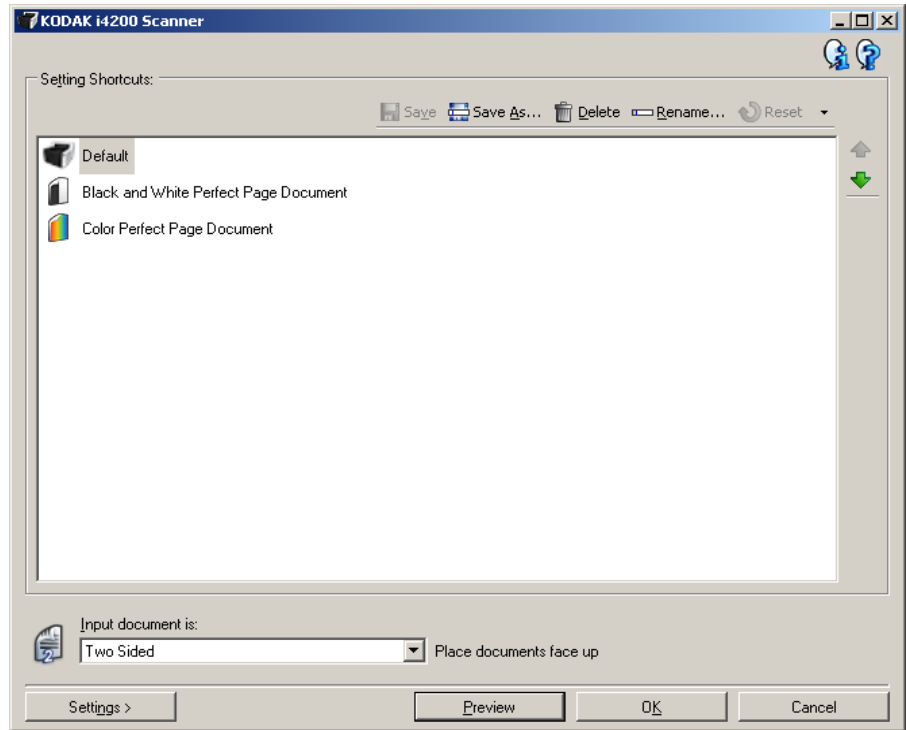 KODAK i4200 Scanner
Setting Shortcuts:
Save Save As... Delete Rename... Reset
Default
Black and White Perfect Page Document
Color Perfect Page Document
Input document is:
2
Two Sided Place documents face up
Settings > Preview OK Cancel